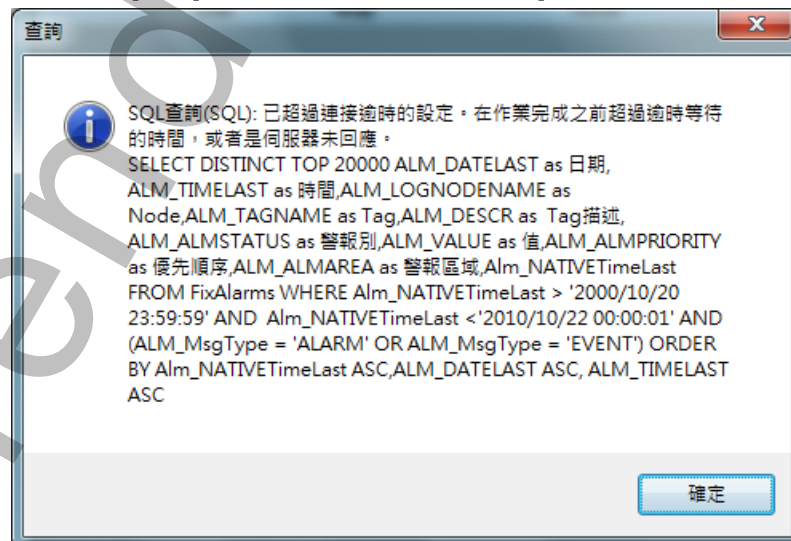 查詢
SQL查詢(SQL): 已超過連接逾時的設定。在作業完成之前超過逾時等待
的時間，或者是伺服器未回應。
SELECT DISTINCT TOP 20000 ALM_DATELAST as 日期,
ALM_TIMELAST as 時間,ALM_LOGNODENAME as
Node,ALM_TAGNAME as Tag,ALM_DESCR as  Tag描述,
ALM_ALMSTATUS as 警報別,ALM_VALUE as 值,ALM_ALMPRIORITY
as 優先順序,ALM_ALMAREA as 警報區域,Alm_NATIVETimeLast
FROM FixAlarms WHERE Alm_NATIVETimeLast > '2000/10/20
23:59:59' AND  Alm_NATIVETimeLast <'2010/10/22 00:00:01' AND
(ALM_MsgType = 'ALARM' OR ALM_MsgType = 'EVENT') ORDER
BY Alm_NATIVETimeLast ASC,ALM_DATELAST ASC, ALM_TIMELAST
ASC
確定